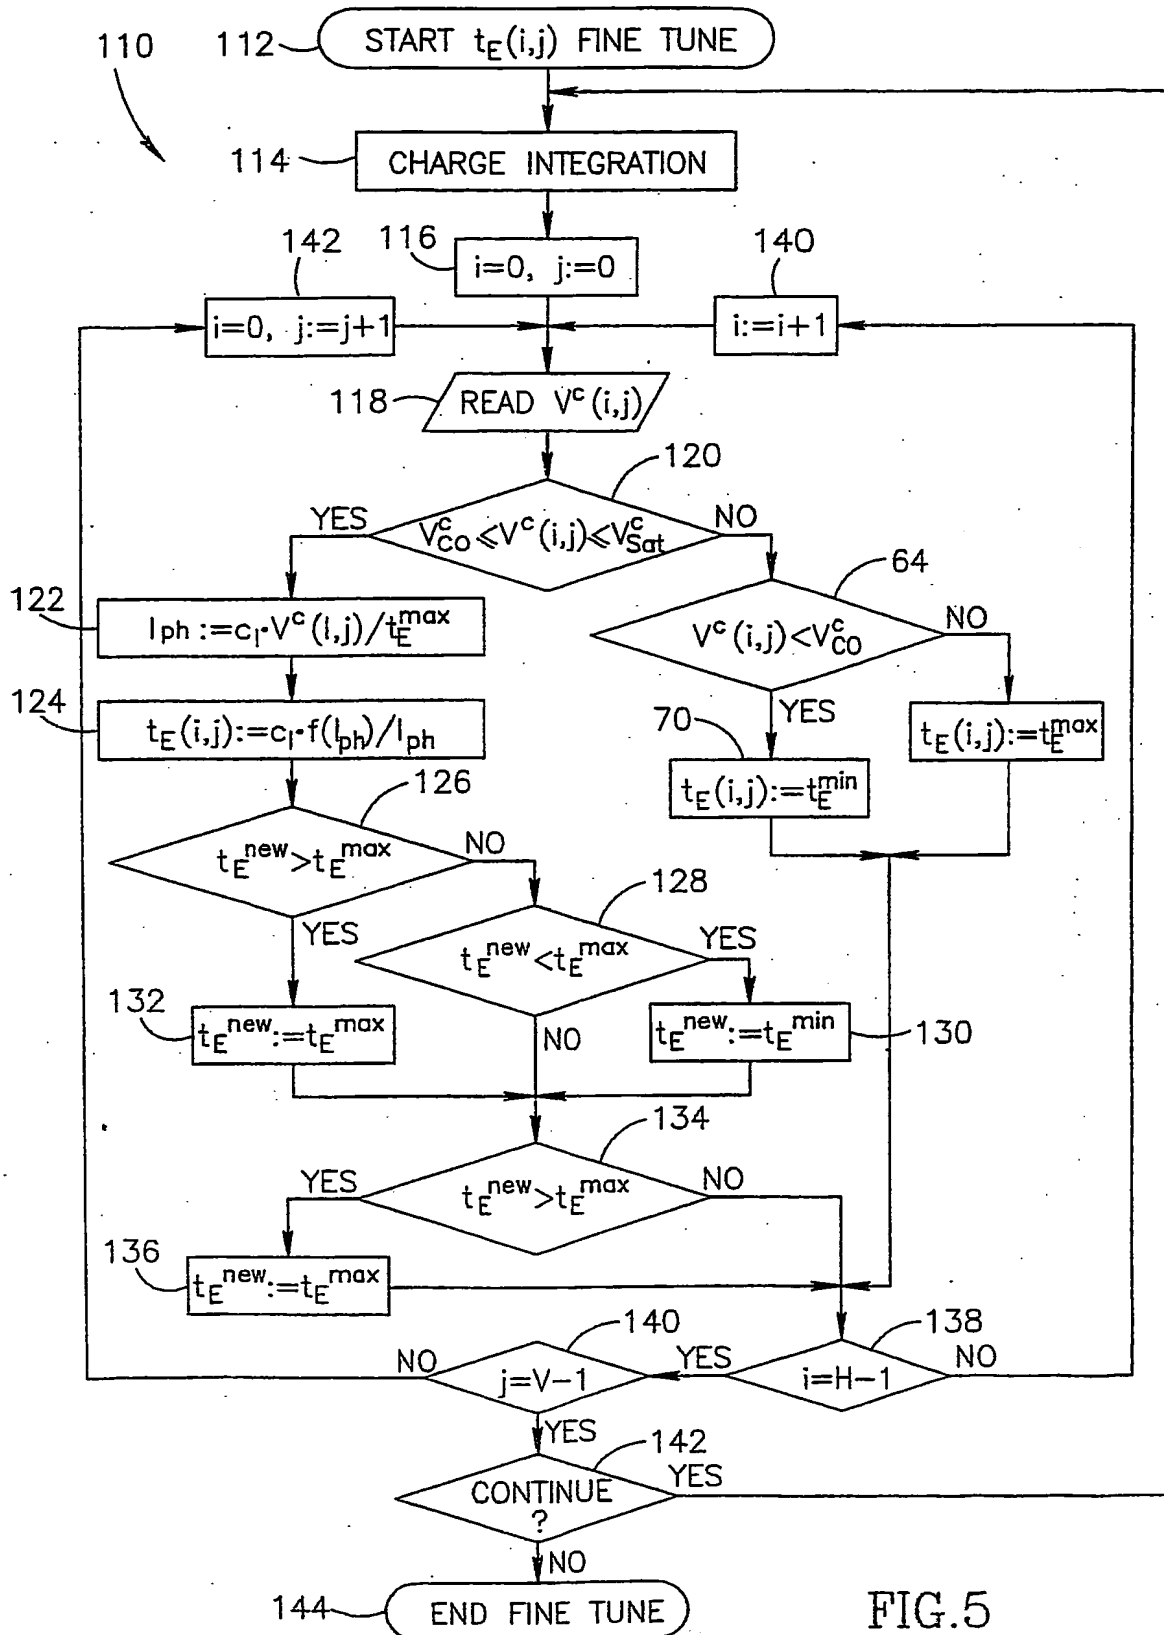 START t_E(i,j) FINE TUNE
112
110
CHARGE INTEGRATION
114
i=0, j:=0
116
142
i=0, j:=j+1
140
i:=i+1
READ V^c(i,j)
118
120
V^c_CO ≤ V^c(i,j) ≤ V^c_Sat
YES
NO
64
V^c(i,j) < V^c_CO
NO
YES
122
I_ph := c_I·V^c(I,j)/t_E^max
124
t_E(i,j):=c_I·f(I_ph)/I_ph
70
t_E(i,j):=t_E^min
t_E(i,j):=t_E^max
126
t_E^new > t_E^max
NO
YES
128
t_E^new < t_E^max
YES
NO
132
t_E^new := t_E^max
t_E^new := t_E^min
130
134
t_E^new > t_E^max
YES
NO
136
t_E^new := t_E^max
138
i=H-1
YES
NO
140
j=V-1
NO
YES
142
CONTINUE
?
YES
NO
144
END FINE TUNE
FIG.5